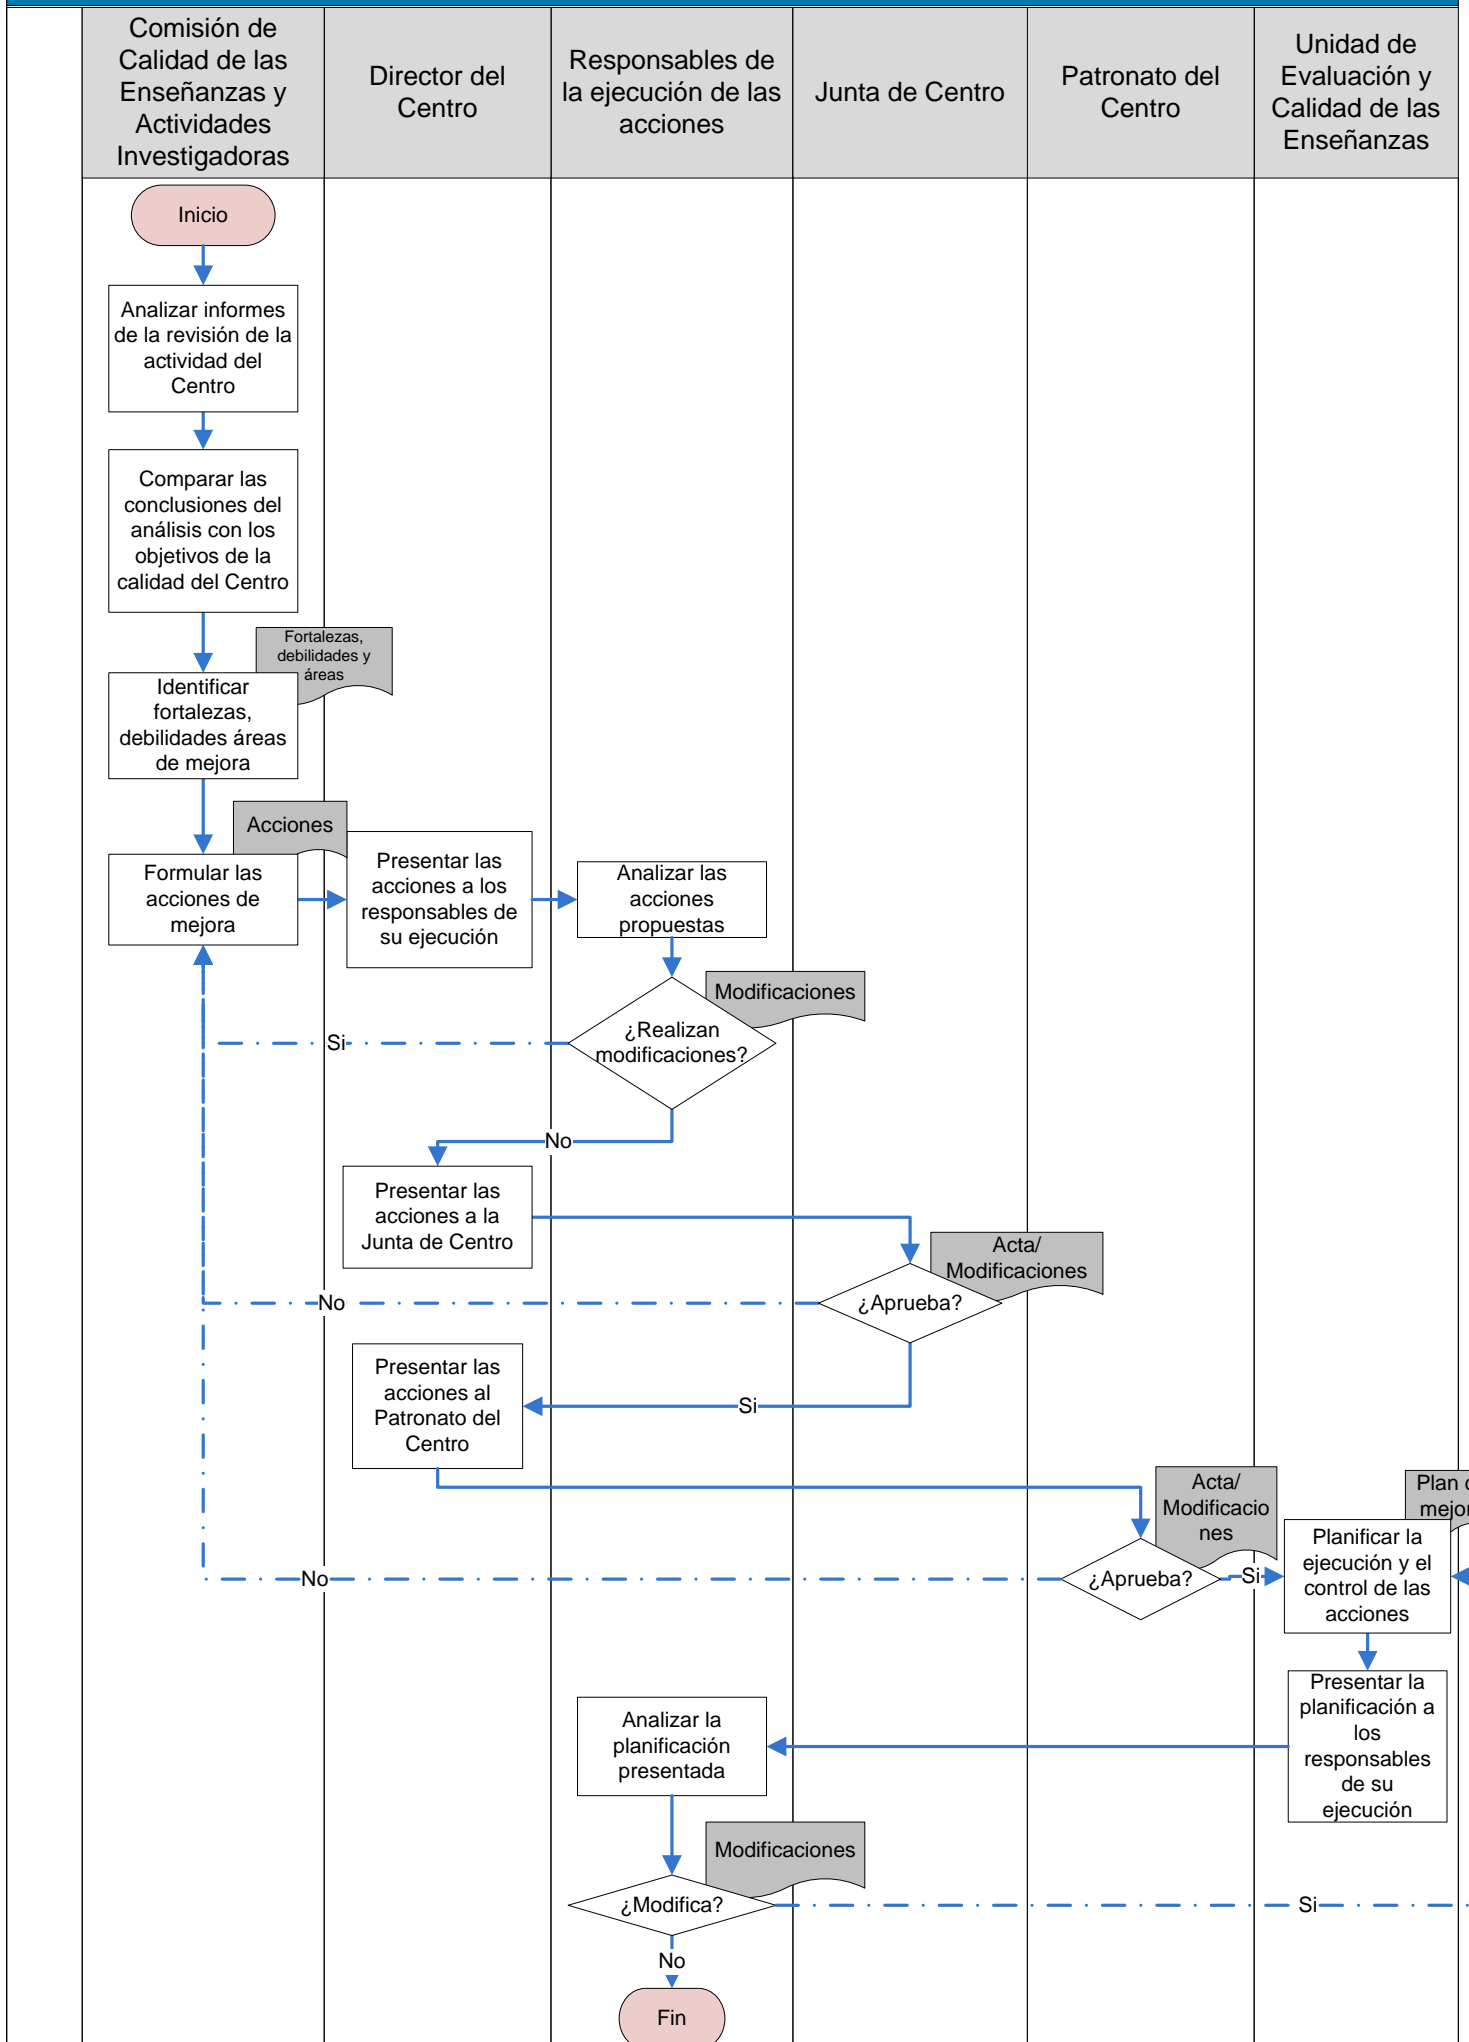 Comisión de
Calidad de las
Enseñanzas y
Actividades
Investigadoras
Director del
Centro
Responsables de
la ejecución de las
acciones
Junta de Centro
Patronato del
Centro
Unidad de
Evaluación y
Calidad de las
Enseñanzas
Inicio
Analizar informes
de la revisión de la
actividad del
Centro
Comparar las
conclusiones del
análisis con los
objetivos de la
calidad del Centro
Fortalezas,
debilidades y
áreas
Identificar
fortalezas,
debilidades áreas
de mejora
Acciones
Formular las
acciones de
mejora
Presentar las
acciones a los
responsables de
su ejecución
Analizar las
acciones
propuestas
Modificaciones
¿Realizan
modificaciones?
Si
No
Presentar las
acciones a la
Junta de Centro
Acta/
Modificaciones
¿Aprueba?
No
Presentar las
acciones al
Patronato del
Centro
Si
Acta/
Modificacio
nes
Plan
¿Aprueba?
No
Si
Planificar la
ejecución y el
control de las
acciones
Presentar la
planificación a
los
responsables
de su
ejecución
Analizar la
planificación
presentada
Modificaciones
¿Modifica?
Si
No
Fin